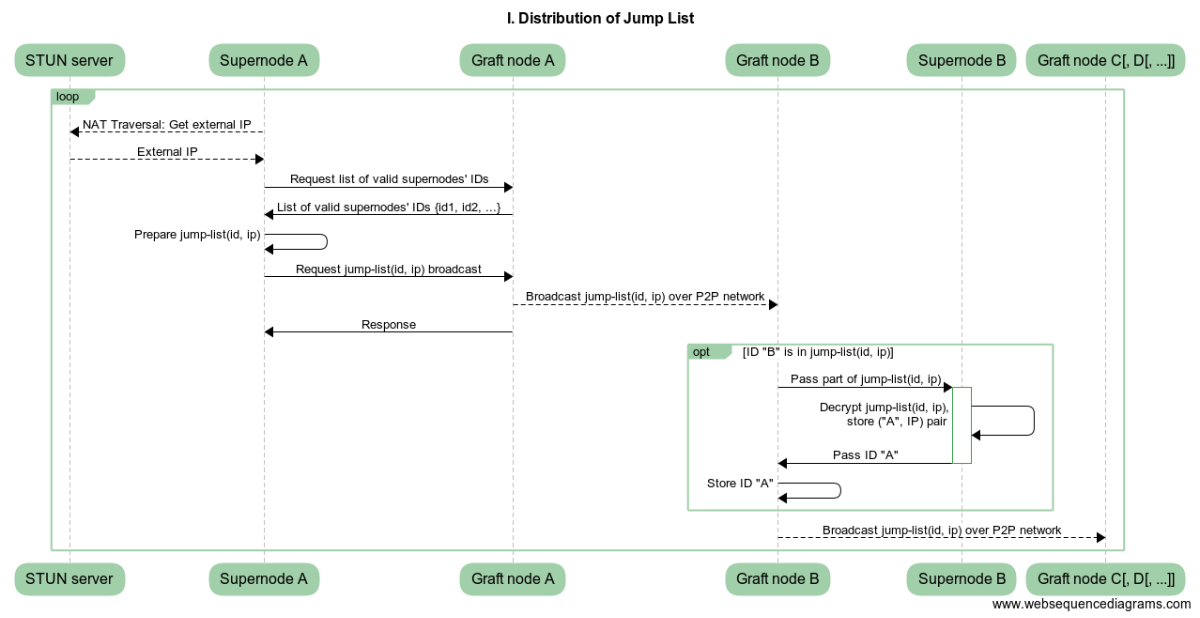 I. Distribution of Jump List
STUN server
Supernode A
Graft node A
Graft node B
Supernode B
Graft node C[, D[, ...]]
loop
NAT Traversal: Get external IP
External IP
Request list of valid supernodes' IDs
List of valid supernodes' IDs {id1, id2, ...}
Prepare jump-list(id, ip)
Request jump-list(id, ip) broadcast
Broadcast jump-list(id, ip) over P2P network
Response
opt
[ID "B" is in jump-list(id, ip)]
Pass part of jump-list(id, ip)
Decrypt jump-list(id, ip),
store ("A", IP) pair
Pass ID "A"
Store ID "A"
Broadcast jump-list(id, ip) over P2P network
STUN server
Supernode A
Graft node A
Graft node B
Supernode B
Graft node C[, D[, ...]]
www.websequencediagrams.com